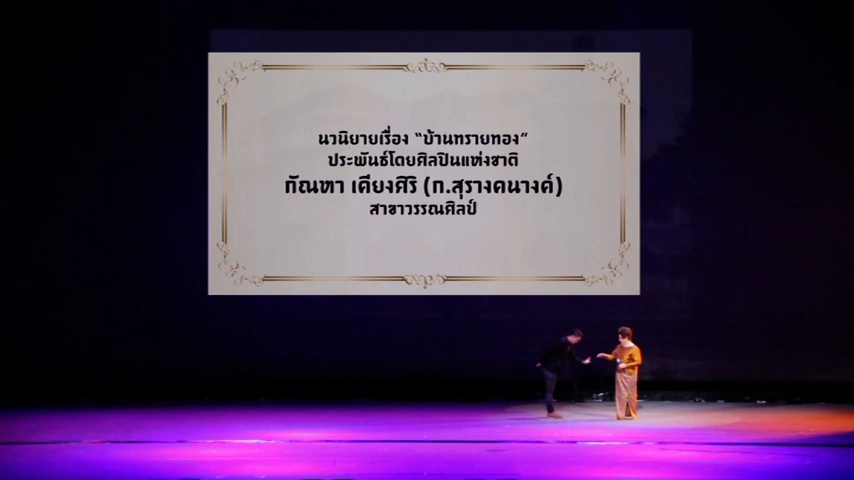 นวนิยายเรื่อง “บ้านทรายทอง”
ประพันธ์โดยศิลปินแห่งชาติ
กัณหา เคียงศิริ (ก.สุรางคนางค์)
สาขาวรรณศิลป์